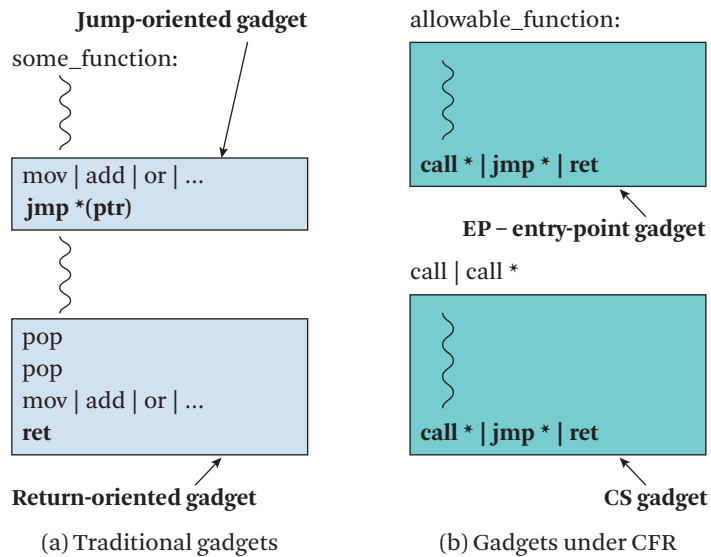 Jump-oriented gadget
some_function:
mov | add | or | ...
jmp *(ptr)
pop
pop
mov | add | or | ...
ret
Return-oriented gadget
(a) Traditional gadgets
allowable_function:
call * | jmp * | ret
EP – entry-point gadget
call | call *
call * | jmp * | ret
CS gadget
(b) Gadgets under CFR